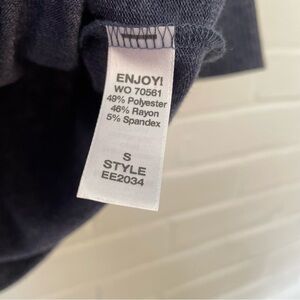 ENJOY!
WO 70561
49% Polyester
46% Rayon
5% Spandex
S
STYLE
EE2034